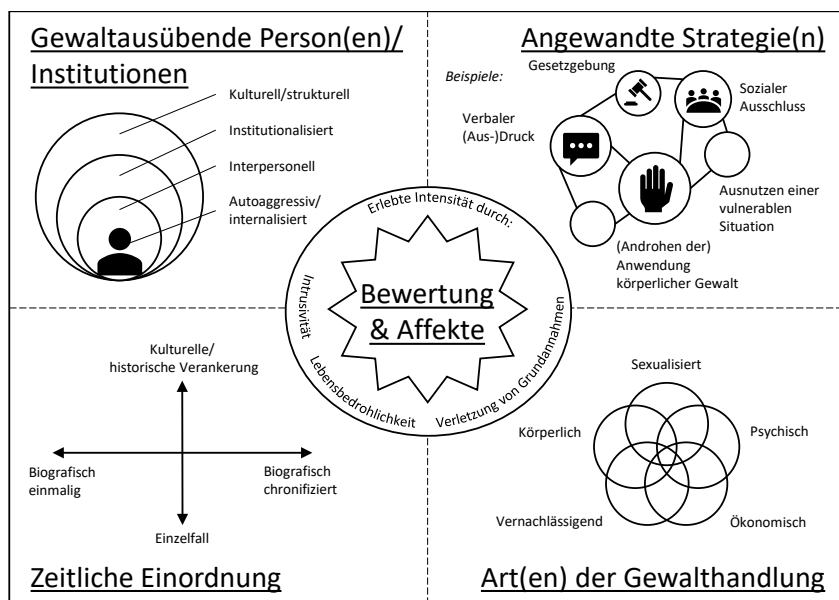 Gewaltausübende Person(en)/
Institutionen
Kulturell/strukturell
Institutionalisiert
Interpersonell
Autoaggressiv/
internalisiert
Angewandte Strategie(n)
Beispiele:
Gesetzgebung
Verbaler
(Aus-)Druck
Sozialer
Ausschluss
Ausnutzen einer
vulnerablen
Situation
(Androhen der)
Anwendung
körperlicher Gewalt
Erlebte Intensität durch:
Intrusivität
Lebensbedrohlichkeit
Verletzung von Grundannahmen
Bewertung
& Affekte
Kulturelle/
historische Verankerung
Biografisch
einmalig
Biografisch
chronifiziert
Einzelfall
Zeitliche Einordnung
Sexualisiert
Körperlich
Psychisch
Vernachlässigend
Ökonomisch
Art(en) der Gewalthandlung